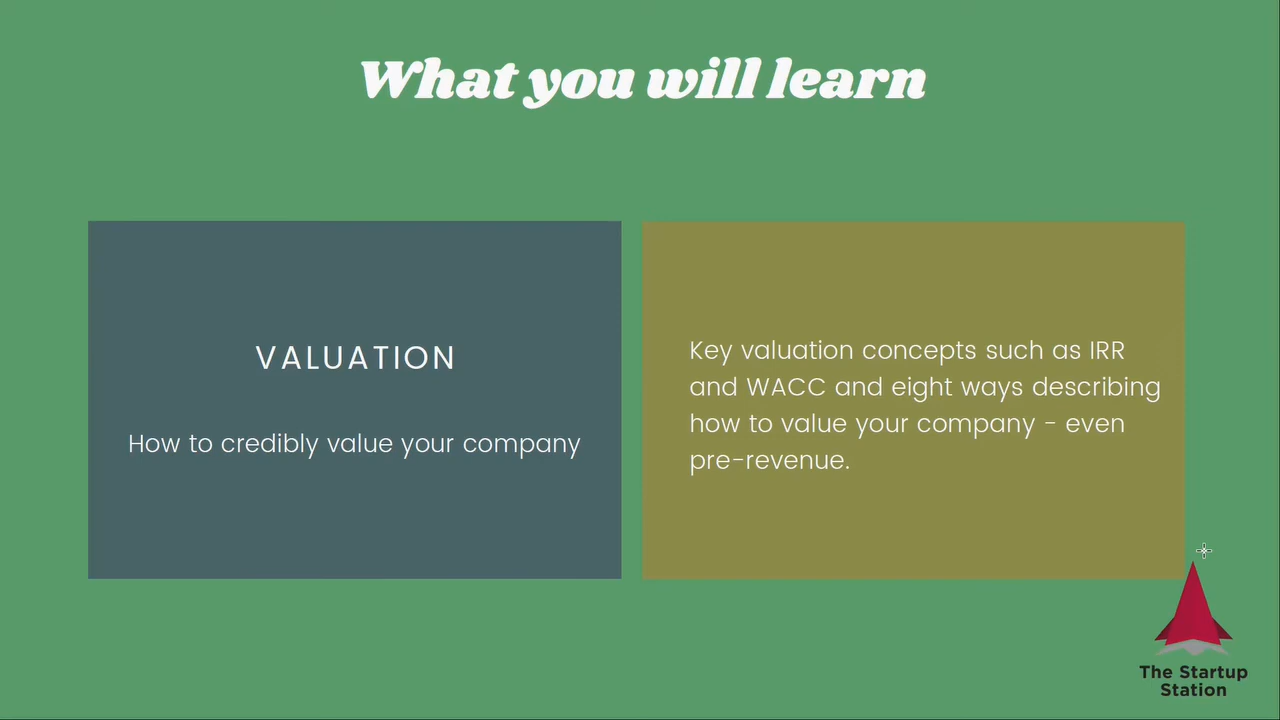 What you will learn
VALUATION
How to credibly value your company
Key valuation concepts such as IRR
and WACC and eight ways describing
how to value your company - even
pre-revenue.
The Startup
Station